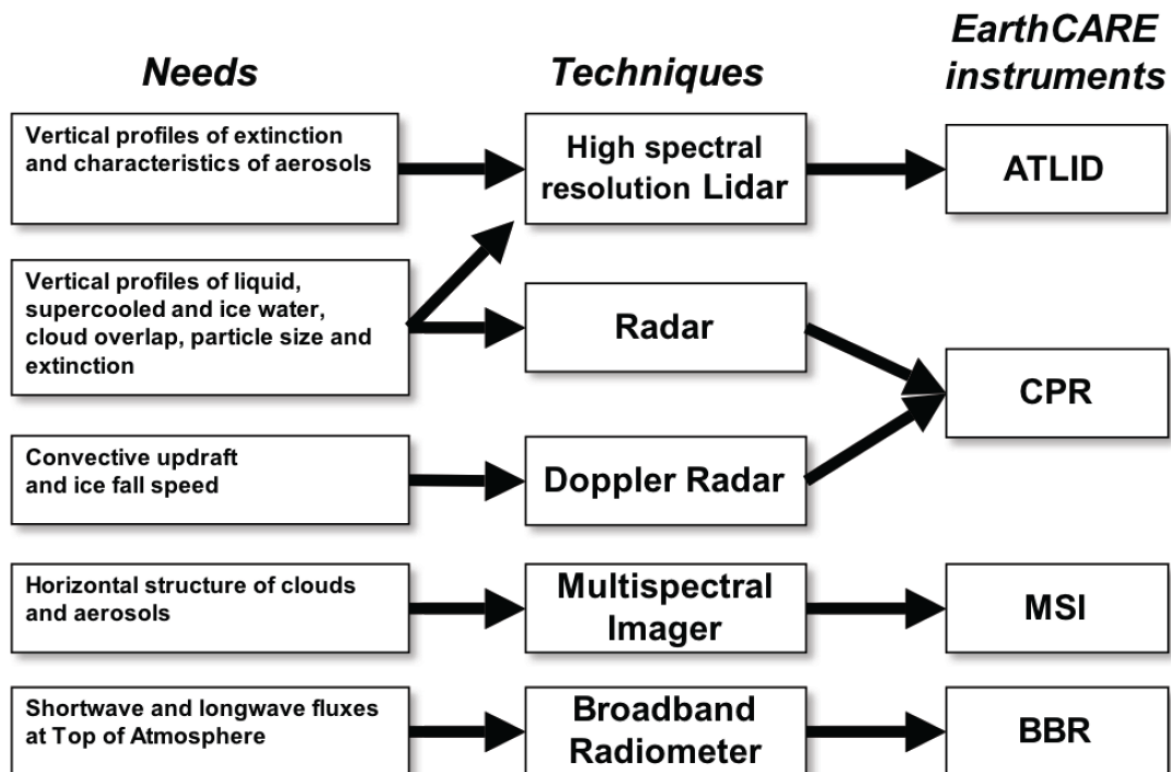 Needs
Techniques
EarthCARE
instruments
Vertical profiles of extinction
and characteristics of aerosols
High spectral
resolution Lidar
ATLID
Vertical profiles of liquid,
supercooled and ice water,
cloud overlap, particle size and
extinction
Radar
CPR
Convective updraft
and ice fall speed
Doppler Radar
Horizontal structure of clouds
and aerosols
Multispectral
Imager
MSI
Shortwave and longwave fluxes
at Top of Atmosphere
Broadband
Radiometer
BBR